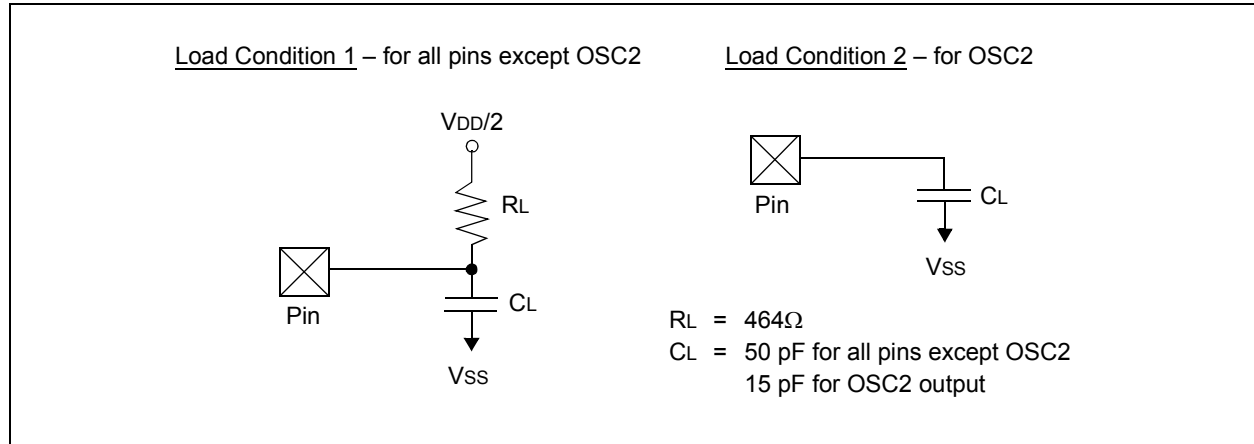 Load Condition 1 – for all pins except OSC2
VDD/2
RL
Pin
CL
VSS
Load Condition 2 – for OSC2
Pin
CL
VSS
RL = 464Ω
CL = 50 pF for all pins except OSC2
15 pF for OSC2 output